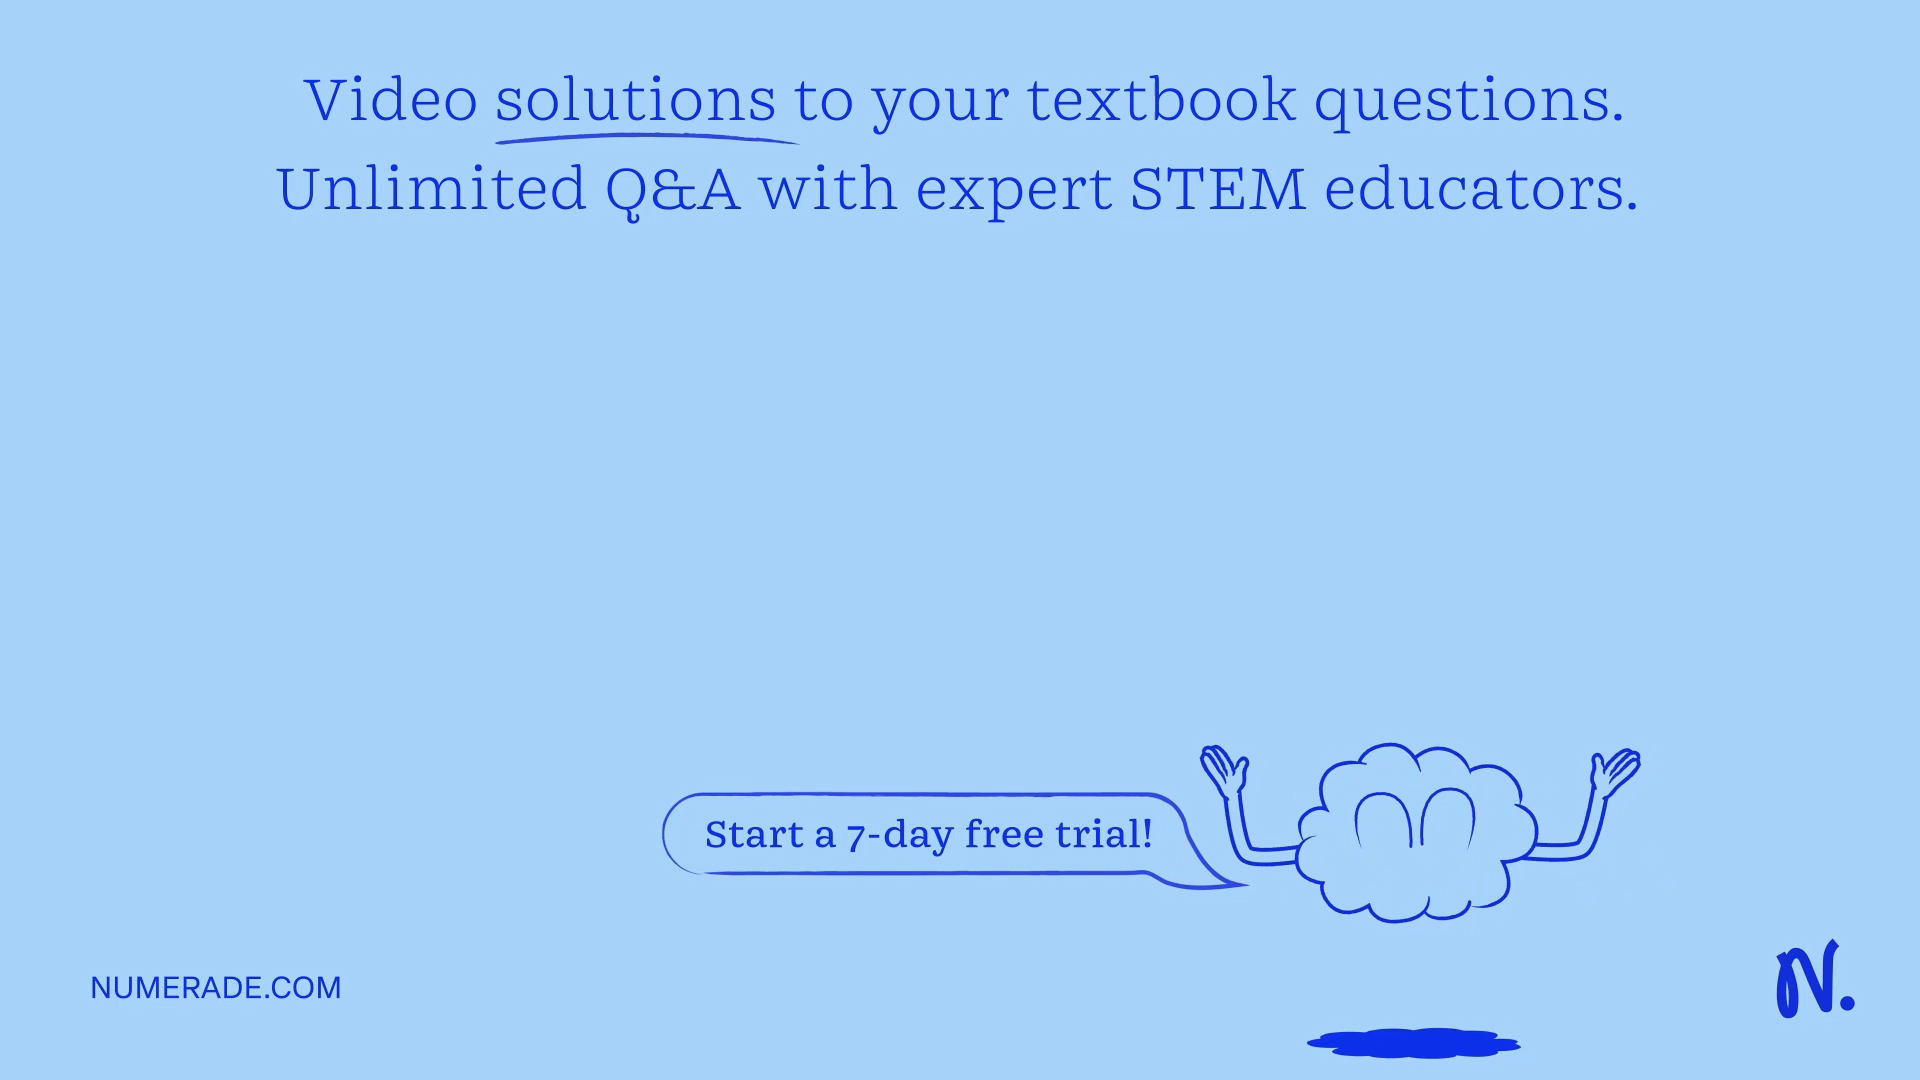 Video solutions to your textbook questions.
Unlimited Q&A with expert STEM educators.
Start a 7-day free trial!
NUMERADE.COM
N.